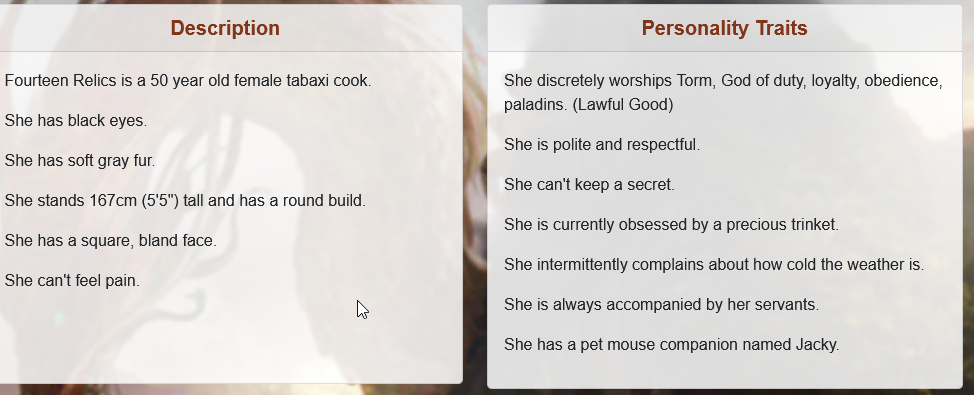 Description
Fourteen Relics is a 50 year old female tabaxi cook.
She has black eyes.
She has soft gray fur.
She stands 167cm (5'5") tall and has a round build.
She has a square, bland face.
She can't feel pain.
Personality Traits
She discretely worships Torm, God of duty, loyalty, obedience,
paladins. (Lawful Good)
She is polite and respectful.
She can't keep a secret.
She is currently obsessed by a precious trinket.
She intermittently complains about how cold the weather is.
She is always accompanied by her servants.
She has a pet mouse companion named Jacky.